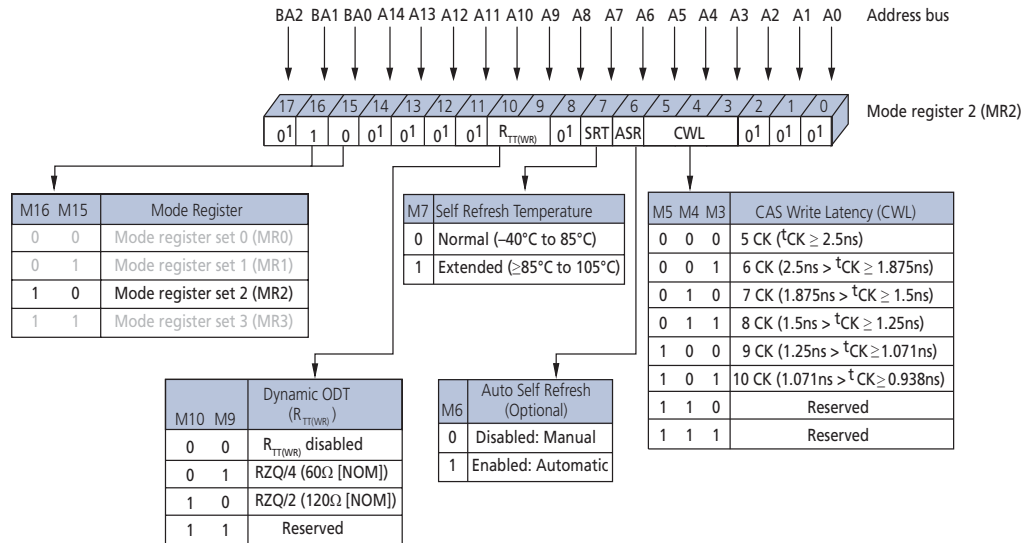 BA2 BA1 BA0 A14 A13 A12 A11 A10 A9 A8 A7 A6 A5 A4 A3 A2 A1 A0 Address bus
17 16 15 14 13 12 11 10 9 8 7 6 5 4 3 2 1 0 Mode register 2 (MR2)
0¹ 1 0 0¹ 0¹ 0¹ 0¹ R_TT(WR) 0¹ SRT ASR CWL 0¹ 0¹ 0¹
M16 M15 Mode Register
0 0 Mode register set 0 (MR0)
0 1 Mode register set 1 (MR1)
1 0 Mode register set 2 (MR2)
1 1 Mode register set 3 (MR3)
M7 Self Refresh Temperature
0 Normal (–40°C to 85°C)
1 Extended (≥85°C to 105°C)
M5 M4 M3 CAS Write Latency (CWL)
0 0 0 5 CK (ᵗCK ≥ 2.5ns)
0 0 1 6 CK (2.5ns > ᵗCK ≥ 1.875ns)
0 1 0 7 CK (1.875ns > ᵗCK ≥ 1.5ns)
0 1 1 8 CK (1.5ns > ᵗCK ≥ 1.25ns)
1 0 0 9 CK (1.25ns > ᵗCK ≥1.071ns)
1 0 1 10 CK (1.071ns > ᵗCK≥ 0.938ns)
1 1 0 Reserved
1 1 1 Reserved
M10 M9 Dynamic ODT
(R_TT(WR))
0 0 R_TT(WR) disabled
0 1 RZQ/4 (60Ω [NOM])
1 0 RZQ/2 (120Ω [NOM])
1 1 Reserved
M6 Auto Self Refresh
(Optional)
0 Disabled: Manual
1 Enabled: Automatic